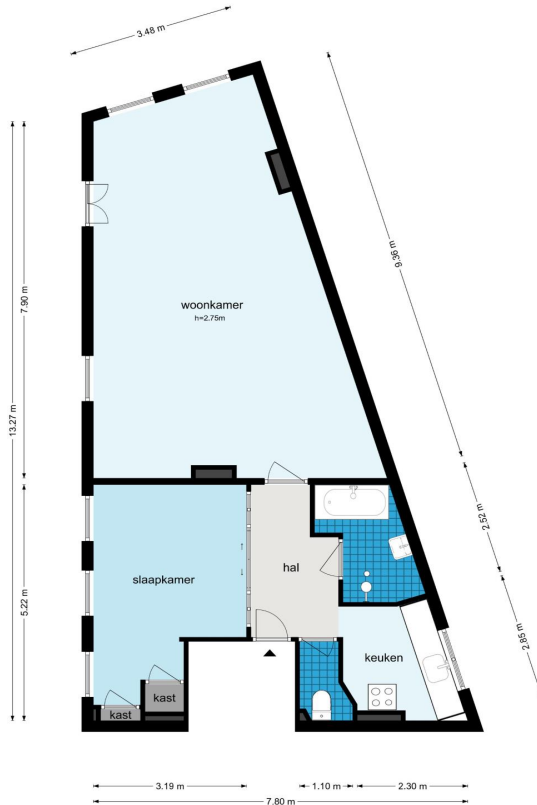 3.48 m
9.36 m
7.90 m
13.27 m
woonkamer
h=2.75m
2.52 m
5.22 m
hal
slaapkamer
2.85 m
keuken
kast
kast
3.19 m
1.10 m
2.30 m
7.80 m